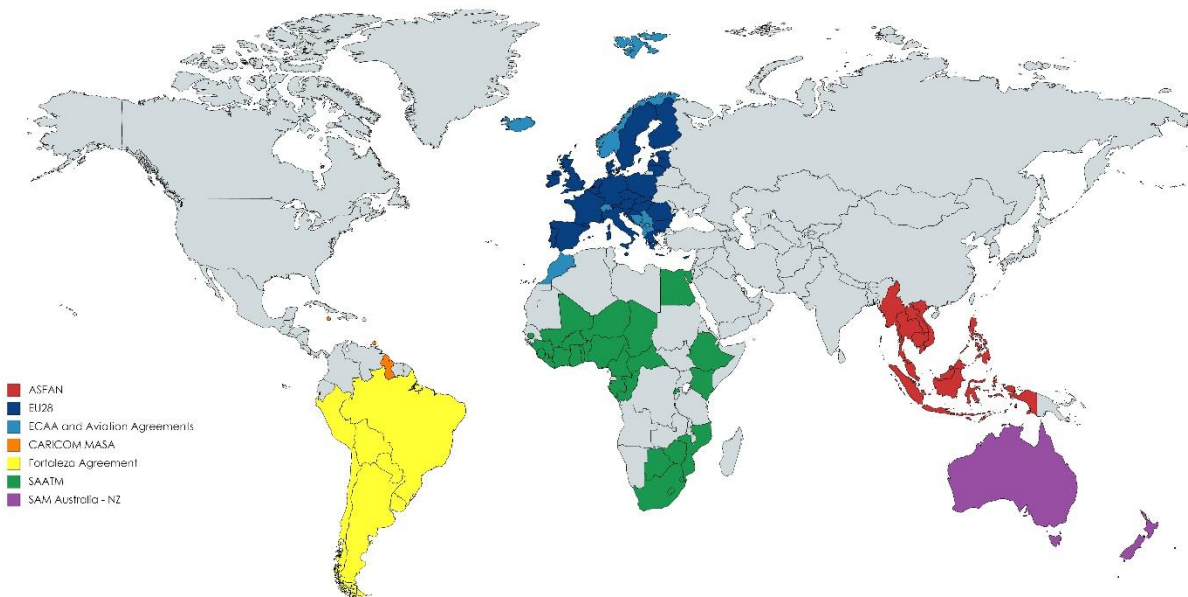 ASEAN
EU28
ECAA and Aviation Agreements
CARICOM MASA
Fortaleza Agreement
SAATM
SAM Australia - NZ